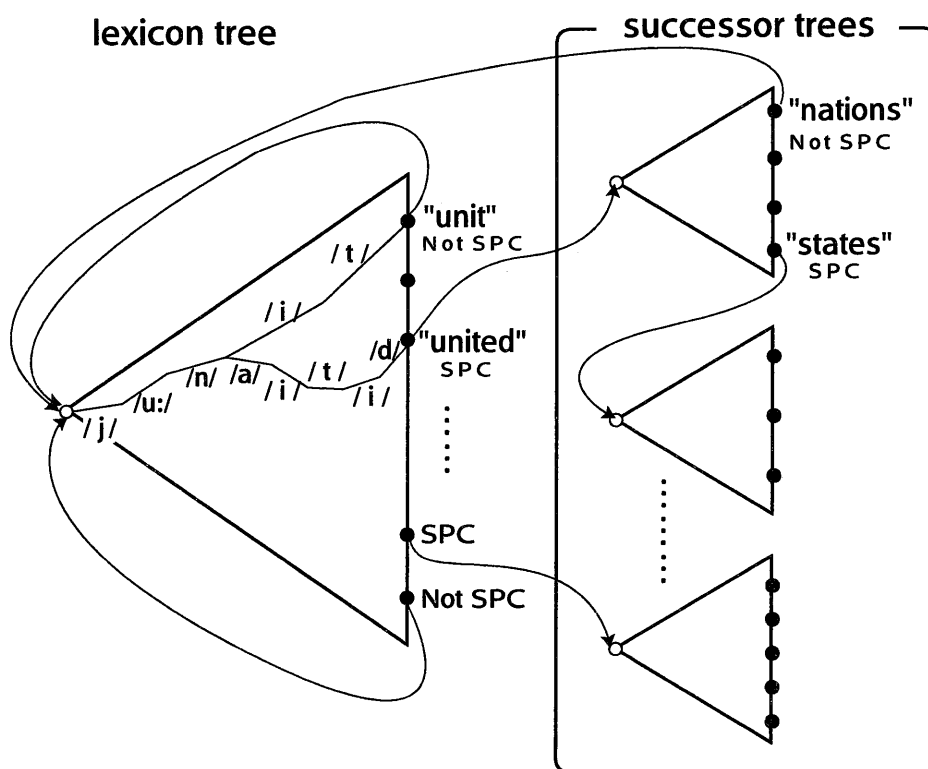 lexicon tree
successor trees
"nations"
Not SPC
"states"
SPC
"unit"
Not SPC
/ t /
/ i /
"united"
SPC
/d/
/ t /
/ i /
/a/
/ i /
/n/
/u:/
/ j/
SPC
Not SPC